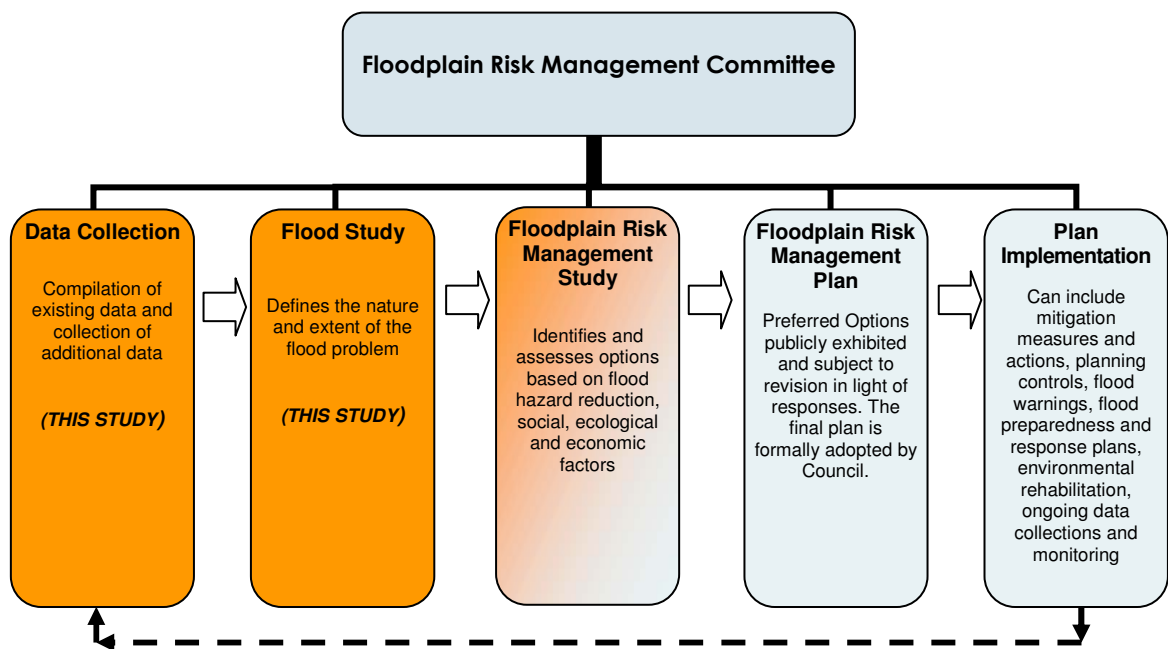 Floodplain Risk Management Committee
Data Collection
Compilation of
existing data and
collection of
additional data
(THIS STUDY)
Flood Study
Defines the nature
and extent of the
flood problem
(THIS STUDY)
Floodplain Risk
Management
Study
Identifies and
assesses options
based on flood
hazard reduction,
social, ecological
and economic
factors
Floodplain Risk
Management
Plan
Preferred Options
publicly exhibited
and subject to
revision in light of
responses. The
final plan is
formally adopted by
Council.
Plan
Implementation
Can include
mitigation
measures and
actions, planning
controls, flood
warnings, flood
preparedness and
response plans,
environmental
rehabilitation,
ongoing data
collections and
monitoring